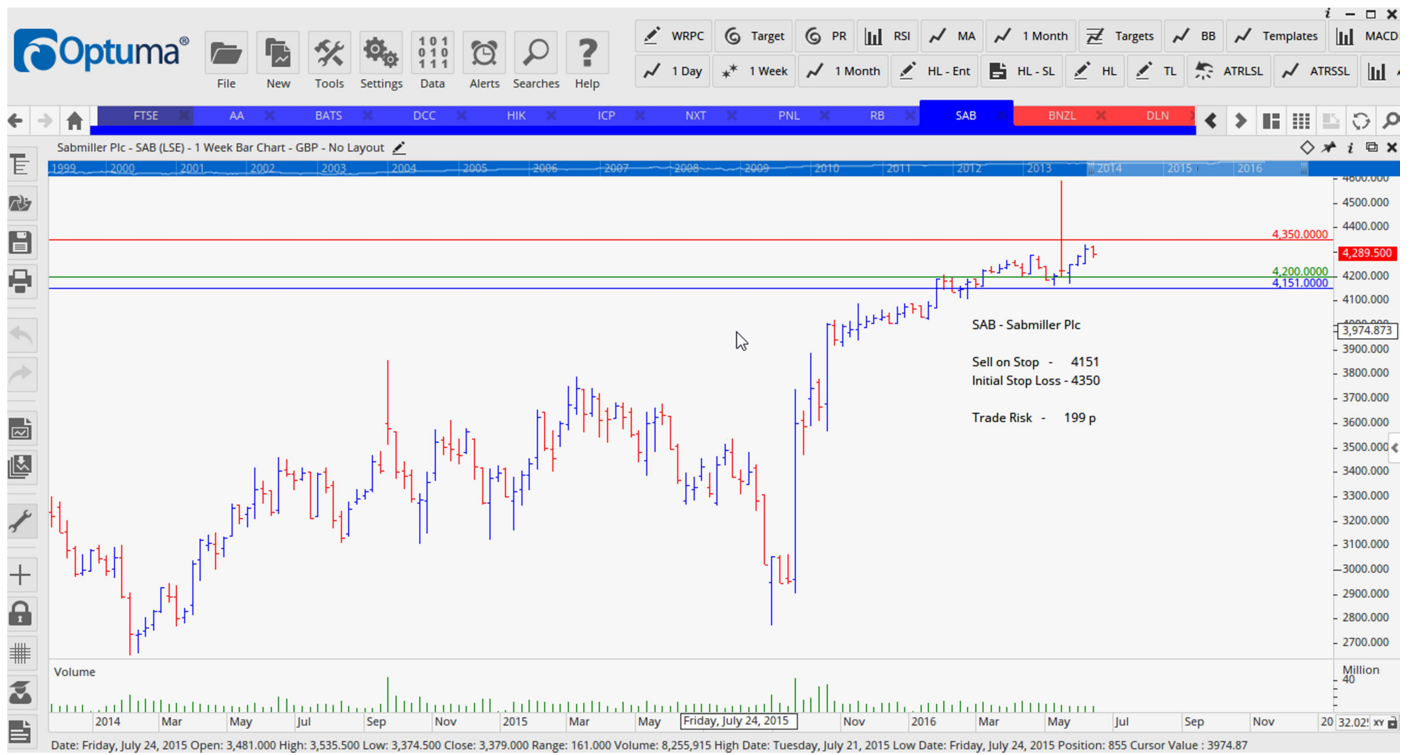 i
Optuma®
File New Tools Settings Data Alerts Searches Help
WRPC Target PR RSI MA 1 Month Targets BB Templates MACD
1 Day 1 Week 1 Month HL - Ent HL - SL HL TL ATRLSL ATRSSL
FTSE AA BATS DCC HIK ICP NXT PNL RB SAB BNZL DLN
Sabmiller Plc - SAB (LSE) - 1 Week Bar Chart - GBP - No Layout
1999 2000 2001 2002 2003 2004 2005 2006 2007 2008 2009 2010 2011 2012 2013 2014 2015 2016
4600.000
4500.000
4400.000
4,350.0000
4,289.500
4,200.0000
4200.000
4,151.0000
4100.000
SAB - Sabmiller Plc
3,974.873
3900.000
Sell on Stop - 4151
3800.000
Initial Stop Loss - 4350
3700.000
Trade Risk - 199 p
3600.000
3500.000
3400.000
3300.000
3200.000
3100.000
3000.000
2900.000
2800.000
2700.000
Volume
Million
40
2014 Mar May Jul Sep Nov 2015 Mar May Friday, July 24, 2015 Nov 2016 Mar May Jul Sep Nov 20 XY
Date: Friday, July 24, 2015 Open: 3,481.000 High: 3,535.500 Low: 3,374.500 Close: 3,379.000 Range: 161.000 Volume: 8,255,915 High Date: Tuesday, July 21, 2015 Low Date: Friday, July 24, 2015 Position: 855 Cursor Value : 3974.87